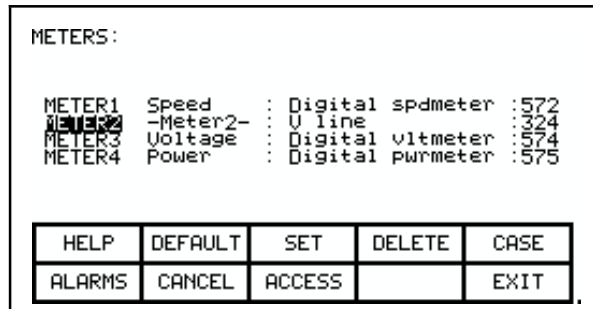 METERS:
METER1 Speed : Digital spdmeter :572
METER2 -Meter2- : V line :324
METER3 Voltage : Digital vltmeter :574
METER4 Power : Digital pwrmeter :575
HELP DEFAULT SET DELETE CASE
ALARMS CANCEL ACCESS EXIT